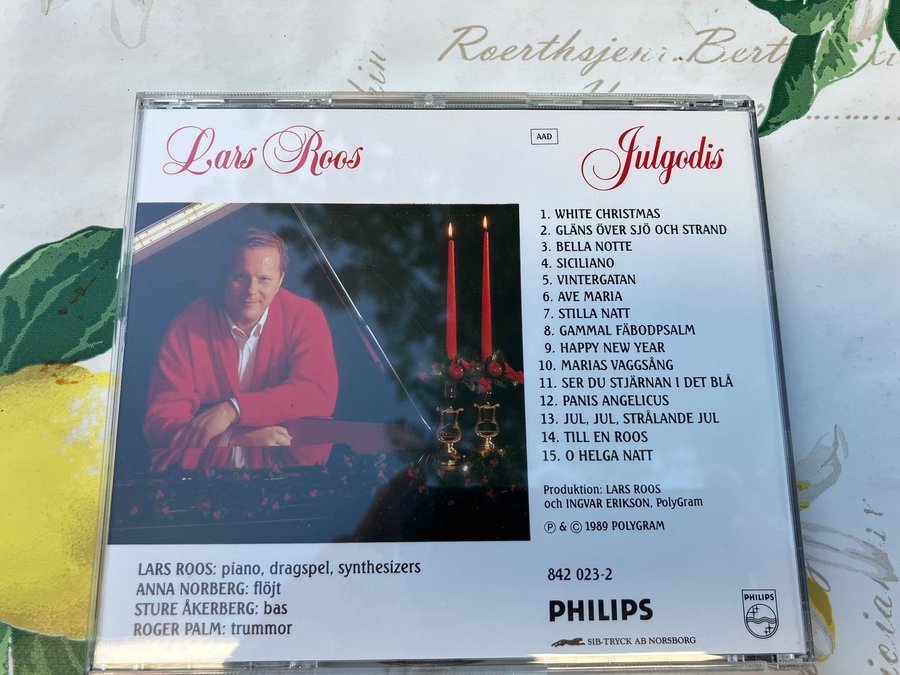 Roerthsjem
Bert
Lars Roos
AAD
Julgodis
1. WHITE CHRISTMAS
2. GLÄNS ÖVER SJÖ OCH STRAND
3. BELLA NOTTE
4. SICILIANO
5. VINTERGATAN
6. AVE MARIA
7. STILLA NATT
8. GAMMAL FÄBODPSALM
9. HAPPY NEW YEAR
10. MARIAS VAGGSÅNG
11. SER DU STJÄRNAN I DET BLÅ
12. PANIS ANGELICUS
13. JUL, JUL, STRÅLANDE JUL
14. TILL EN ROOS
15. O HELGA NATT
Produktion: LARS ROOS
och INGVAR ERIKSON, PolyGram
Ⓟ & © 1989 POLYGRAM
LARS ROOS: piano, dragspel, synthesizers
ANNA NORBERG: flöjt
STURE ÅKERBERG: bas
ROGER PALM: trummor
842 023-2
PHILIPS
PHILIPS
SIB-TRYCK AB NORSBORG